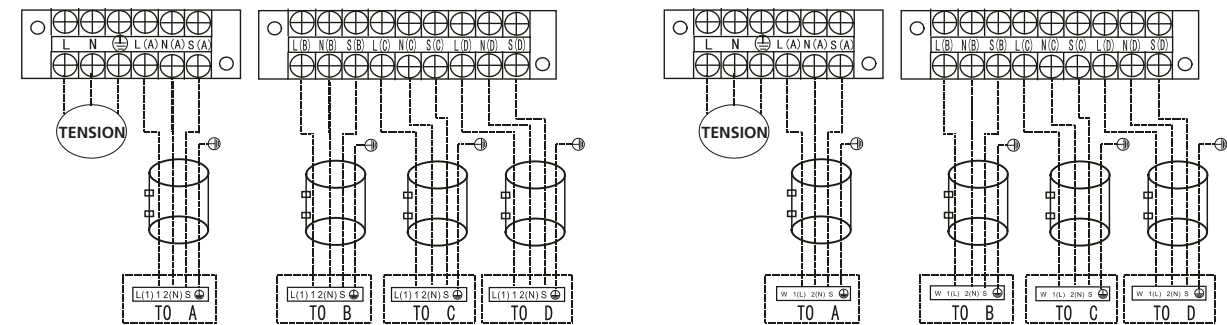 L N L(A) N(A) S(A)
L(B) N(B) S(B) L(C) N(C) S(C) L(D) N(D) S(D)
TENSION
L(1) 1 2(N) S
TO A
L(1) 1 2(N) S
TO B
L(1) 1 2(N) S
TO C
L(1) 1 2(N) S
TO D
L N L(A) N(A) S(A)
L(B) N(B) S(B) L(C) N(C) S(C) L(D) N(D) S(D)
TENSION
W 1(L) 2(N) S
TO A
W 1(L) 2(N) S
TO B
W 1(L) 2(N) S
TO C
W 1(L) 2(N) S
TO D